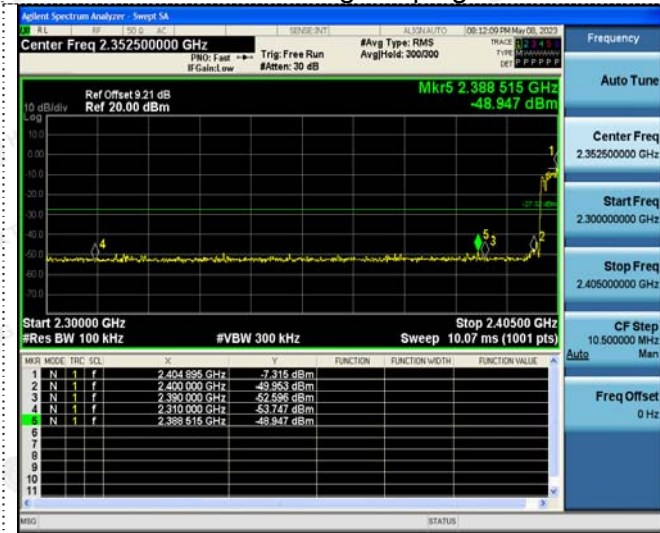 Agilent Spectrum Analyzer - Swept SA
RL RF 50 Ω AC SENSE:INT ALIGN AUTO 08:12:09 PM May 08, 2023
Center Freq 2.352500000 GHz
#Avg Type: RMS
TRACE 1 2 3 4 5 6
PNO: Fast Trig: Free Run
Avg|Held: 300/300
TYPE
IFGain:Low #Atten: 30 dB
DET P P P P P P
Mkr5 2.388 515 GHz
-48.947 dBm
Ref Offset 9.21 dB
10 dB/div Ref 20.00 dBm
Log
10.0
0.00
-10.0
-20.0
-30.0
-40.0
-50.0
-60.0
-70.0
1
-27.32 dBm
4
5
3
2
Start 2.30000 GHz
Stop 2.40500 GHz
#Res BW 100 kHz
#VBW 300 kHz
Sweep 10.07 ms (1001 pts)
MKR MODE TRC SCL X Y FUNCTION FUNCTION WIDTH FUNCTION VALUE
1 N 1 f 2.404 895 GHz -7.315 dBm
2 N 1 f 2.400 000 GHz -49.953 dBm
3 N 1 f 2.390 000 GHz -52.596 dBm
4 N 1 f 2.310 000 GHz -53.747 dBm
5 N 1 f 2.388 515 GHz -48.947 dBm
6
7
8
9
10
11
MSG
STATUS
Frequency
Auto Tune
Center Freq
2.352500000 GHz
Start Freq
2.300000000 GHz
Stop Freq
2.405000000 GHz
CF Step
10.500000 MHz
Auto Man
Freq Offset
0 Hz